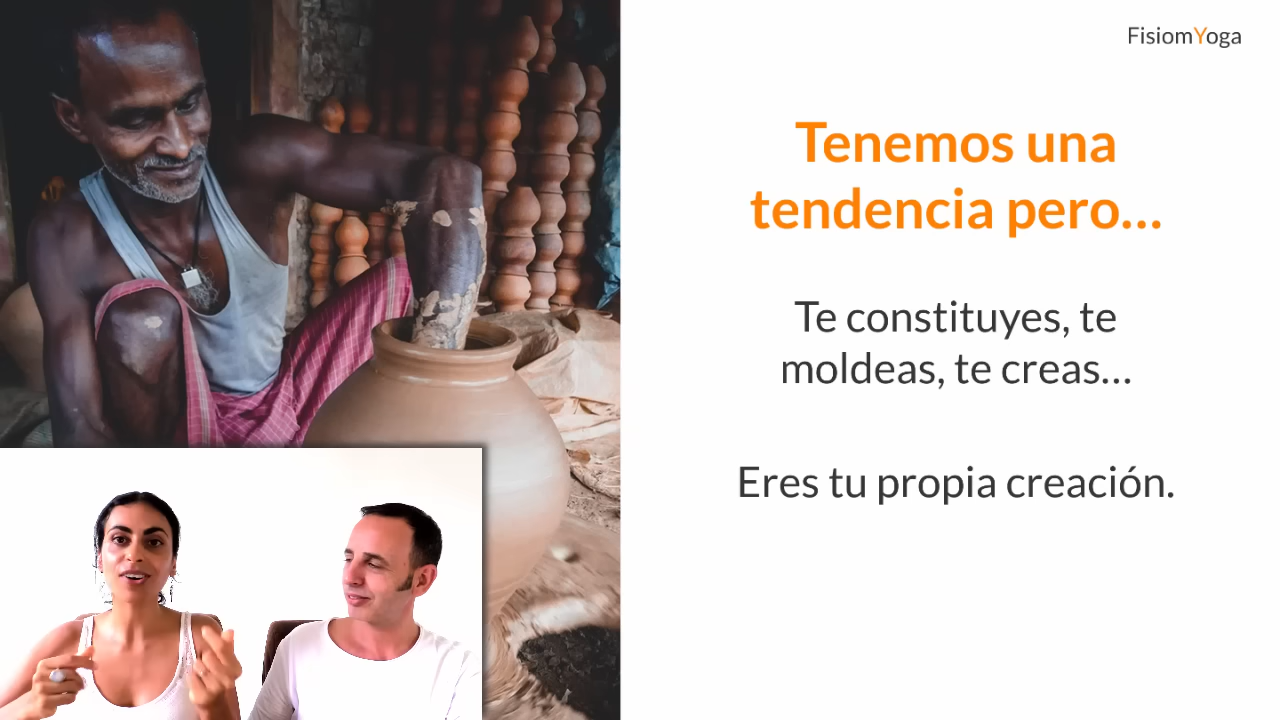 FisiomYoga
Tenemos una
tendencia pero...
Te constituyes, te
moldeas, te creas...
Eres tu propia creación.